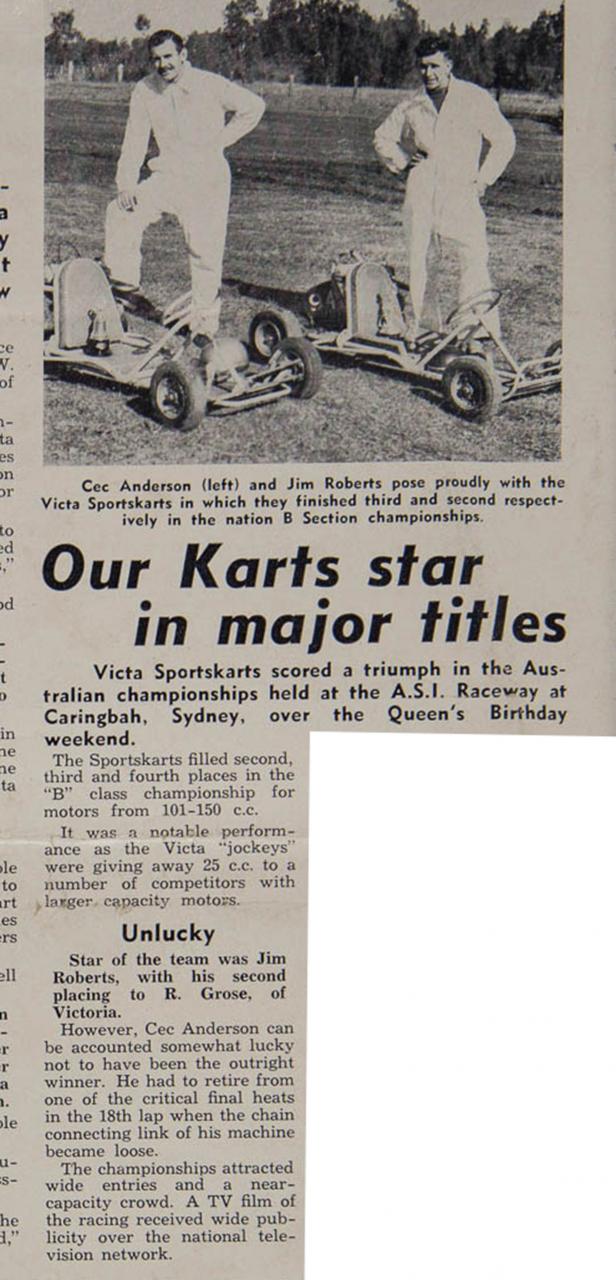 Cec Anderson (left) and Jim Roberts pose proudly with the
Victa Sportskarts in which they finished third and second respect-
ively in the nation B Section championships.
Our Karts star
in major titles
Victa Sportskarts scored a triumph in the Aus-
tralian championships held at the A.S.I. Raceway at
Caringbah, Sydney, over the Queen's Birthday
weekend.
The Sportskarts filled second,
third and fourth places in the
"B" class championship for
motors from 101-150 c.c.
It was a notable perform-
ance as the Victa "jockeys"
were giving away 25 c.c. to a
number of competitors with
larger capacity motors.
Unlucky
Star of the team was Jim
Roberts, with his second
placing to R. Grose, of
Victoria.
However, Cec Anderson can
be accounted somewhat lucky
not to have been the outright
winner. He had to retire from
one of the critical final heats
in the 18th lap when the chain
connecting link of his machine
became loose.
The championships attracted
wide entries and a near-
capacity crowd. A TV film of
the racing received wide pub-
licity over the national tele-
vision network.